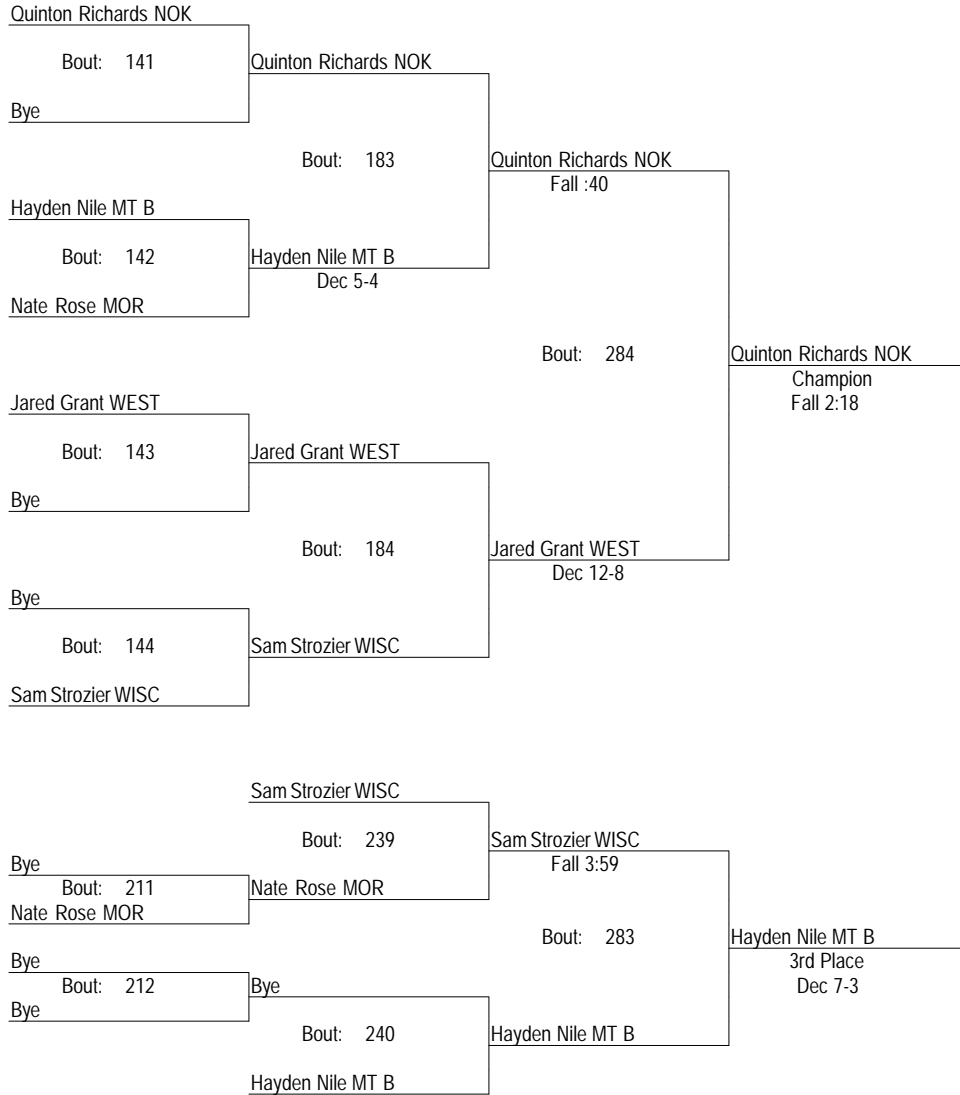 Quinton Richards NOK
Bout: 141
Quinton Richards NOK
Bye
Bout: 183
Quinton Richards NOK
Fall :40
Hayden Nile MT B
Bout: 142
Hayden Nile MT B
Dec 5-4
Nate Rose MOR
Bout: 284
Quinton Richards NOK
Champion
Fall 2:18
Jared Grant WEST
Bout: 143
Jared Grant WEST
Bye
Bout: 184
Jared Grant WEST
Dec 12-8
Bye
Bout: 144
Sam Strozier WISC
Sam Strozier WISC
Sam Strozier WISC
Bout: 239
Sam Strozier WISC
Fall 3:59
Bye
Bout: 211
Nate Rose MOR
Nate Rose MOR
Bout: 283
Hayden Nile MT B
3rd Place
Dec 7-3
Bye
Bout: 212
Bye
Bye
Bout: 240
Hayden Nile MT B
Hayden Nile MT B